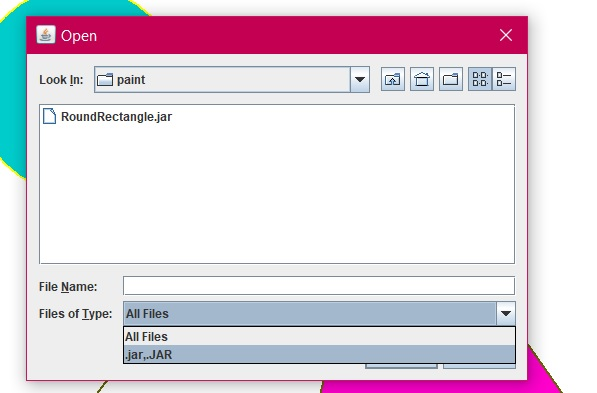 Open
Look In: paint
RoundRectangle.jar
File Name:
Files of Type: All Files
All Files
.jar,.JAR